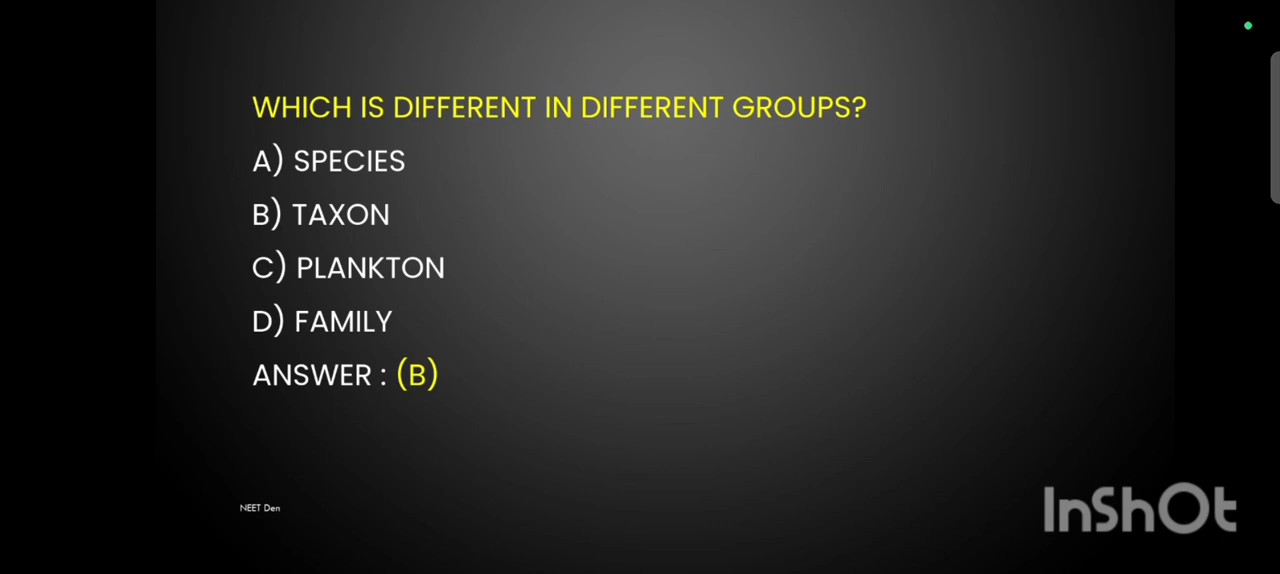 WHICH IS DIFFERENT IN DIFFERENT GROUPS?
A) SPECIES
B) TAXON
C) PLANKTON
D) FAMILY
ANSWER : (B)
NEET Den
InShOt